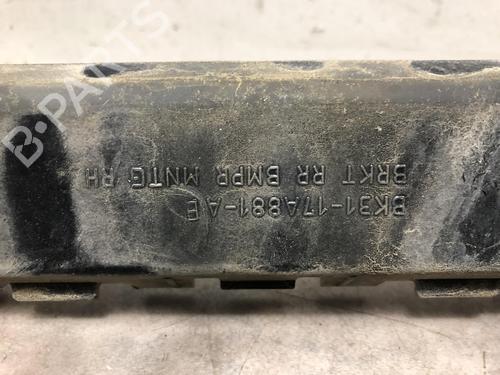 BK31-17A881-AE
BRKT RR BMPR MNTG RH
B-PARTS